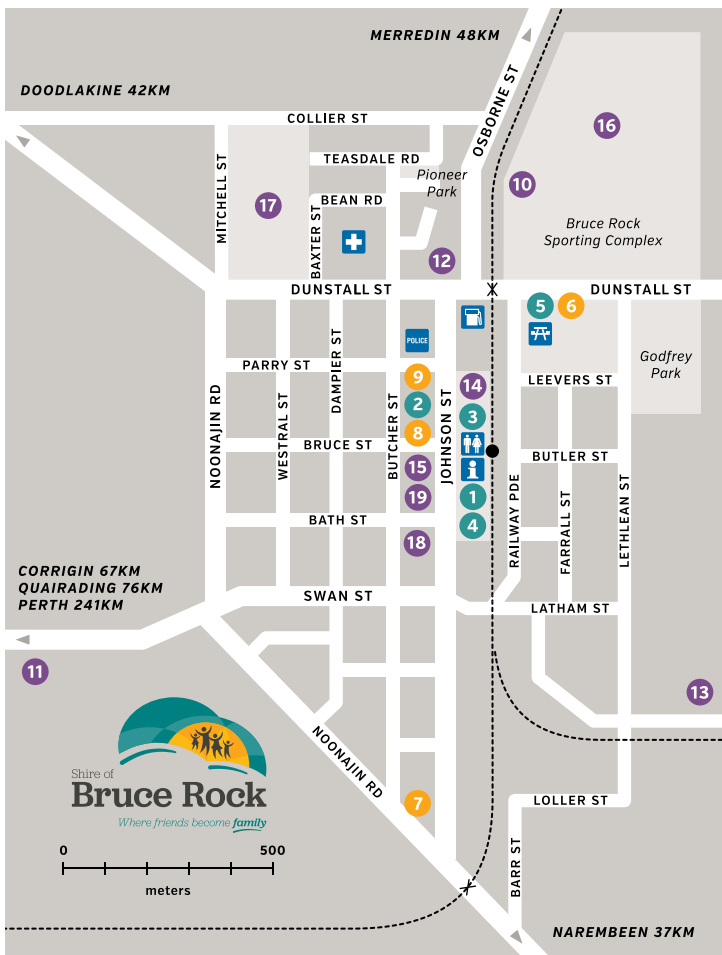 MERREDIN 48KM
DOODLAKINE 42KM
COLLIER ST
OSBORNE ST
16
TEASDALE RD
MITCHELL ST
Pioneer
Park
10
17
BEAN RD
BAXTER ST
Bruce Rock
Sporting Complex
12
DUNSTALL ST
DUNSTALL ST
5
6
POLICE
DAMPIER ST
PARRY ST
Godfrey
Park
9
14
LEEVERS ST
NOONAJIN RD
WESTRAL ST
BUTCHER ST
2
JOHNSON ST
3
8
BRUCE ST
BUTLER ST
15
i
19
1
RAILWAY PDE
FARRALL ST
LETHLEAN ST
BATH ST
4
18
CORRIGIN 67KM
QUAIRADING 76KM
PERTH 241KM
SWAN ST
LATHAM ST
11
13
NOONAJIN RD
Shire of
Bruce Rock
Where friends become family
7
LOLLER ST
BARR ST
0 500
meters
NAREMBEEN 37KM